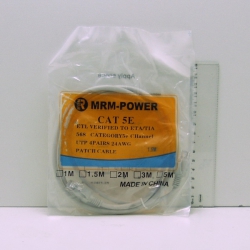 R MRM-POWER
CAT 5E
ETL VERIFIED TO ETA/TIA
568 CATEGORY5e CHannel
UTP 4PAIRS 24AWG
PATCH CABLE
1M 1.5M 2M 3M 5M
MADE IN CHINA